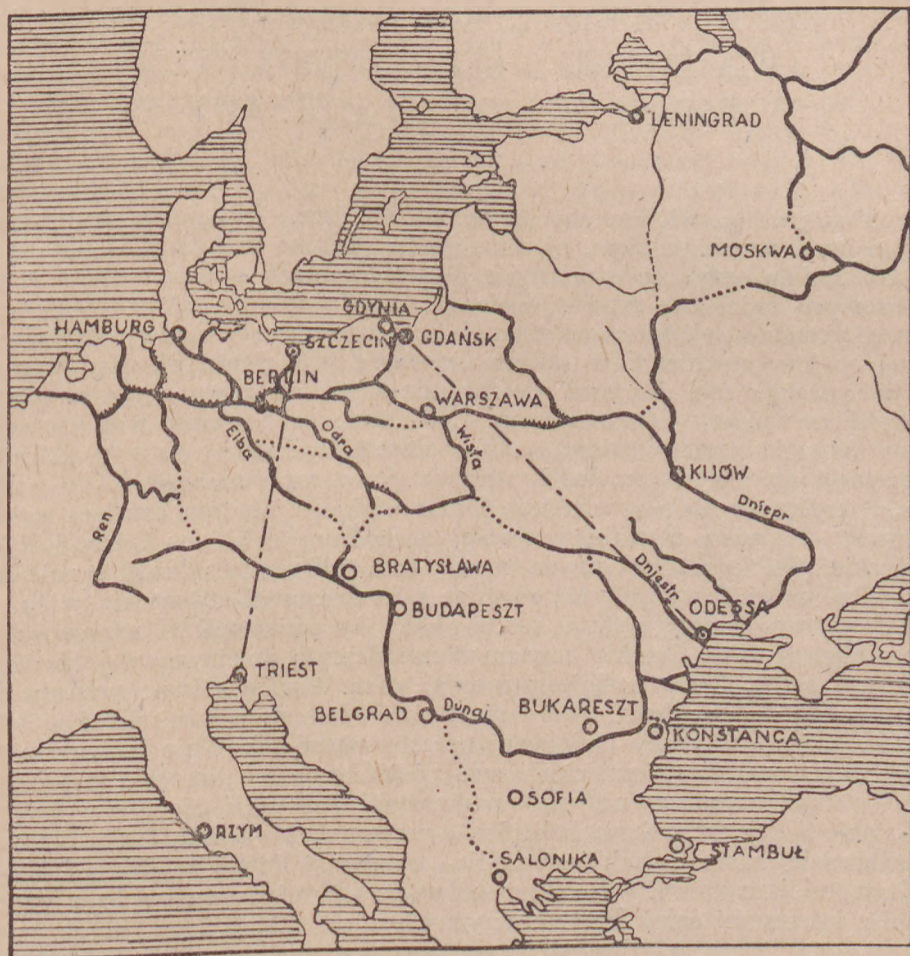 LENINGRAD
MOSKWA
GDYNIA
HAMBURG
SZCZECIN
GDAŃSK
BERLIN
WARSZAWA
Elba
Odra
Wisła
KIJÓW
Dniepr
Ren
BRATYSŁAWA
Dniestr
BUDAPESZT
ODESSA
TRIEST
BELGRAD
Dunaj
BUKARESZT
KONSTANCA
SOFIA
RZYM
STAMBUŁ
SALONIKA